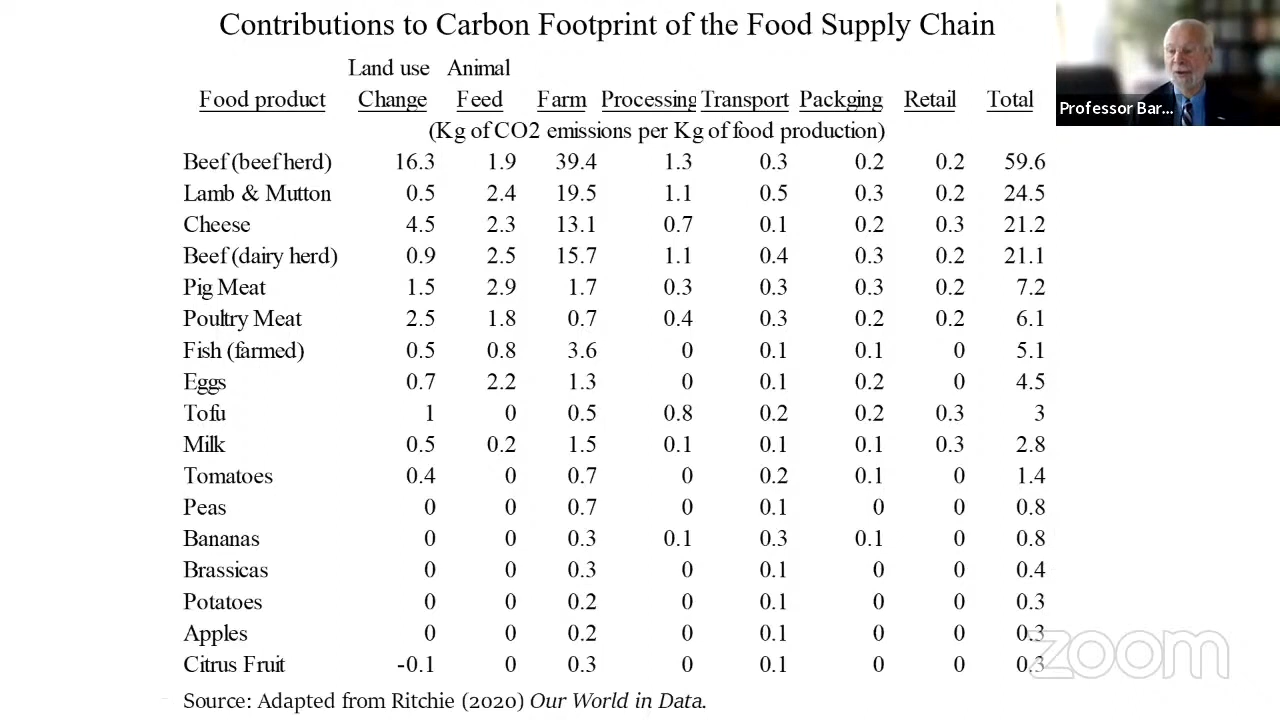 Contributions to Carbon Footprint of the Food Supply Chain
Land use Animal
Food product Change Feed Farm Processing Transport Packging Retail Total
(Kg of CO2 emissions per Kg of food production)
Beef (beef herd) 16.3 1.9 39.4 1.3 0.3 0.2 0.2 59.6
Lamb & Mutton 0.5 2.4 19.5 1.1 0.5 0.3 0.2 24.5
Cheese 4.5 2.3 13.1 0.7 0.1 0.2 0.3 21.2
Beef (dairy herd) 0.9 2.5 15.7 1.1 0.4 0.3 0.2 21.1
Pig Meat 1.5 2.9 1.7 0.3 0.3 0.3 0.2 7.2
Poultry Meat 2.5 1.8 0.7 0.4 0.3 0.2 0.2 6.1
Fish (farmed) 0.5 0.8 3.6 0 0.1 0.1 0 5.1
Eggs 0.7 2.2 1.3 0 0.1 0.2 0 4.5
Tofu 1 0 0.5 0.8 0.2 0.2 0.3 3
Milk 0.5 0.2 1.5 0.1 0.1 0.1 0.3 2.8
Tomatoes 0.4 0 0.7 0 0.2 0.1 0 1.4
Peas 0 0 0.7 0 0.1 0 0 0.8
Bananas 0 0 0.3 0.1 0.3 0.1 0 0.8
Brassicas 0 0 0.3 0 0.1 0 0 0.4
Potatoes 0 0 0.2 0 0.1 0 0 0.3
Apples 0 0 0.2 0 0.1 0 0 0.3
Citrus Fruit -0.1 0 0.3 0 0.1 0 0 0.3
Source: Adapted from Ritchie (2020) Our World in Data.
Professor Bar...
zoom